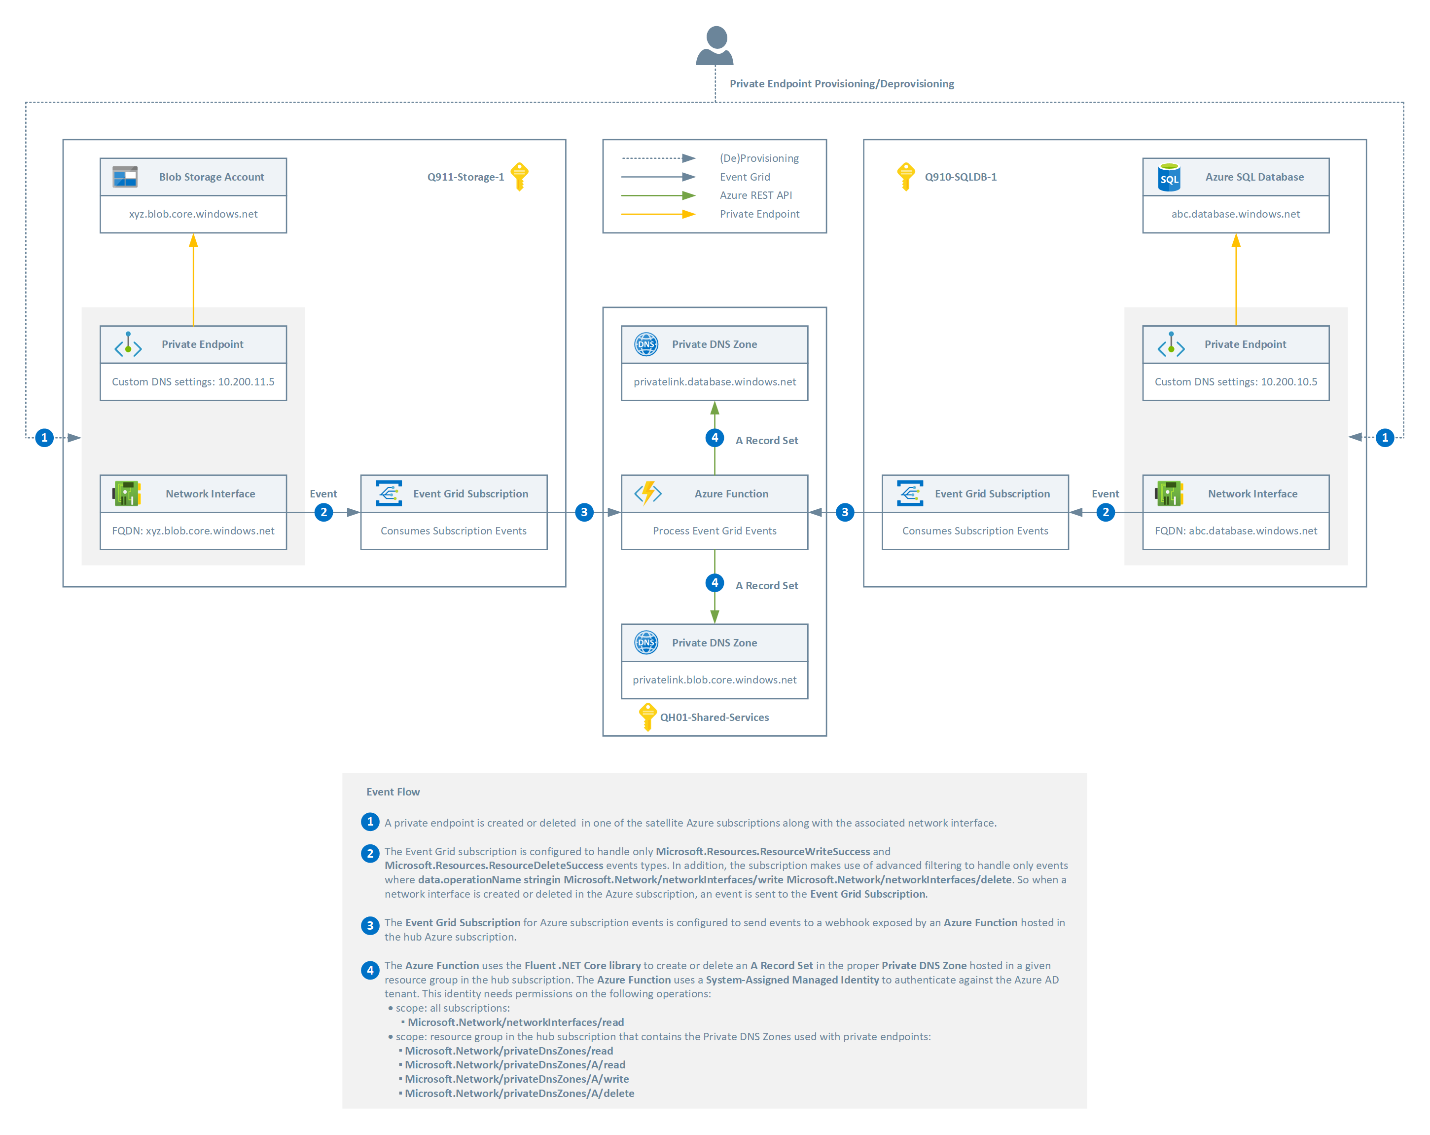 Private Endpoint Provisioning/Deprovisioning
Blob Storage Account
xyz.blob.core.windows.net
Q911-Storage-1
(De)Provisioning
Event Grid
Azure REST API
Private Endpoint
Q910-SQLDB-1
SQL
Azure SQL Database
abc.database.windows.net
Private Endpoint
Custom DNS settings: 10.200.11.5
DNS
Private DNS Zone
privatelink.database.windows.net
Private Endpoint
Custom DNS settings: 10.200.10.5
1
4
A Record Set
1
Network Interface
FQDN: xyz.blob.core.windows.net
Event
2
Event Grid Subscription
Consumes Subscription Events
3
Azure Function
Process Event Grid Events
3
Event Grid Subscription
Consumes Subscription Events
Event
2
Network Interface
FQDN: abc.database.windows.net
4
A Record Set
DNS
Private DNS Zone
privatelink.blob.core.windows.net
QH01-Shared-Services
Event Flow
1 A private endpoint is created or deleted in one of the satellite Azure subscriptions along with the associated network interface.
2 The Event Grid subscription is configured to handle only Microsoft.Resources.ResourceWriteSuccess and
Microsoft.Resources.ResourceDeleteSuccess events types. In addition, the subscription makes use of advanced filtering to handle only events
where data.operationName stringin Microsoft.Network/networkInterfaces/write Microsoft.Network/networkInterfaces/delete. So when a
network interface is created or deleted in the Azure subscription, an event is sent to the Event Grid Subscription.
3 The Event Grid Subscription for Azure subscription events is configured to send events to a webhook exposed by an Azure Function hosted in
the hub Azure subscription.
4 The Azure Function uses the Fluent .NET Core library to create or delete an A Record Set in the proper Private DNS Zone hosted in a given
resource group in the hub subscription. The Azure Function uses a System-Assigned Managed Identity to authenticate against the Azure AD
tenant. This identity needs permissions on the following operations:
• scope: all subscriptions:
• Microsoft.Network/networkInterfaces/read
• scope: resource group in the hub subscription that contains the Private DNS Zones used with private endpoints:
• Microsoft.Network/privateDnsZones/read
• Microsoft.Network/privateDnsZones/A/read
• Microsoft.Network/privateDnsZones/A/write
• Microsoft.Network/privateDnsZones/A/delete